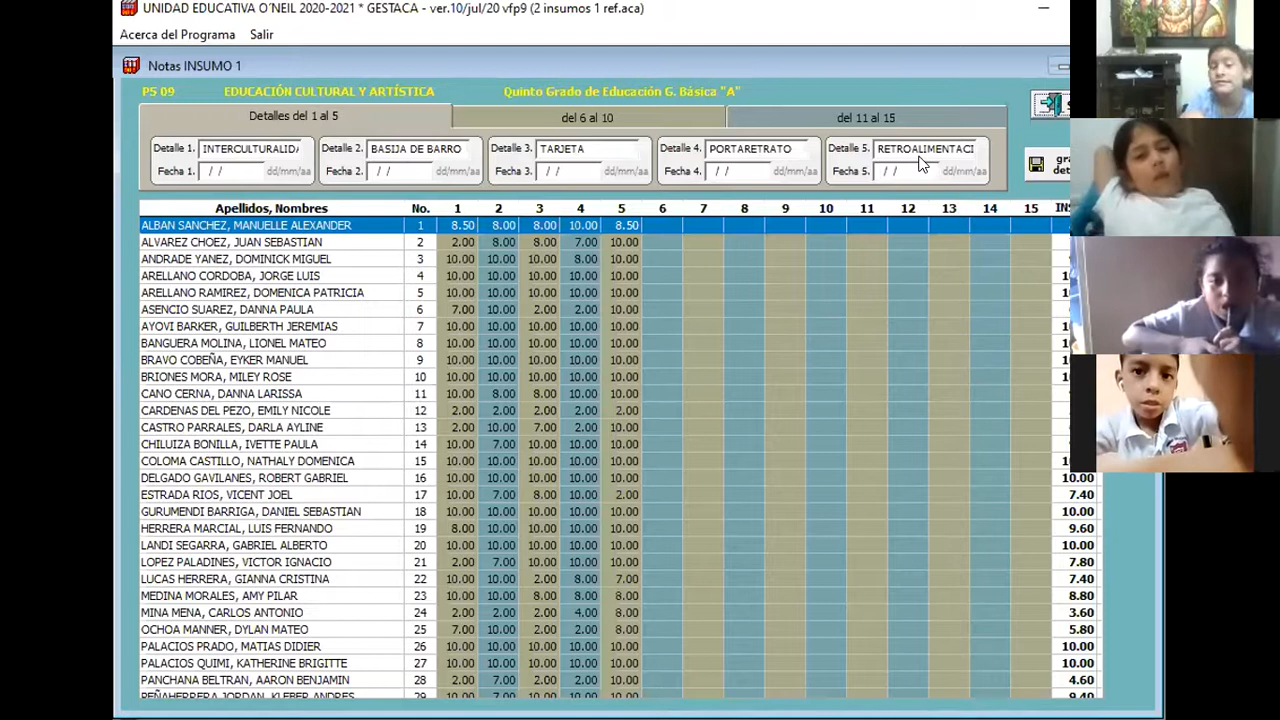 UNIDAD EDUCATIVA O´NEIL 2020-2021 * GESTACA - ver.10/jul/20 vfp9 (2 insumos 1 ref.aca)
Acerca del Programa Salir
Notas INSUMO 1
PS 09 EDUCACIÓN CULTURAL Y ARTÍSTICA Quinto Grado de Educación G. Básica "A"
Detalles del 1 al 5 del 6 al 10 del 11 al 15
Detalle 1. INTERCULTURALID Detalle 2. BASIJA DE BARRO Detalle 3. TARJETA Detalle 4. PORTARETRATO Detalle 5. RETROALIMENTACI
Fecha 1. / / dd/mm/aa Fecha 2. / / dd/mm/aa Fecha 3. / / dd/mm/aa Fecha 4. / / dd/mm/aa Fecha 5. / / dd/mm/aa
Apellidos, Nombres No. 1 2 3 4 5 6 7 8 9 10 11 12 13 14 15
ALBAN SANCHEZ, MANUELLE ALEXANDER 1 8.50 8.00 8.00 10.00 8.50
ALVAREZ CHOEZ, JUAN SEBASTIAN 2 2.00 8.00 8.00 7.00 10.00
ANDRADE YANEZ, DOMINICK MIGUEL 3 10.00 10.00 10.00 8.00 10.00
ARELLANO CORDOBA, JORGE LUIS 4 10.00 10.00 10.00 10.00 10.00
ARELLANO RAMIREZ, DOMENICA PATRICIA 5 10.00 10.00 10.00 10.00 10.00
ASENCIO SUAREZ, DANNA PAULA 6 7.00 10.00 2.00 2.00 10.00
AYOVI BARKER, GUILBERTH JEREMIAS 7 10.00 10.00 10.00 10.00 10.00
BANGUERA MOLINA, LIONEL MATEO 8 10.00 10.00 10.00 10.00 10.00
BRAVO COBEÑA, EYKER MANUEL 9 10.00 10.00 10.00 10.00 10.00
BRIONES MORA, MILEY ROSE 10 10.00 10.00 10.00 10.00 10.00
CANO CERNA, DANNA LARISSA 11 10.00 8.00 8.00 10.00 10.00
CARDENAS DEL PEZO, EMILY NICOLE 12 2.00 2.00 2.00 2.00 2.00
CASTRO PARRALES, DARLA AYLINE 13 2.00 2.00 7.00 2.00 10.00
CHILUIZA BONILLA, IVETTE PAULA 14 10.00 7.00 10.00 10.00 10.00
COLOMA CASTILLO, NATHALY DOMENICA 15 10.00 10.00 10.00 10.00 10.00
DELGADO GAVILANES, ROBERT GABRIEL 16 10.00 10.00 10.00 10.00 10.00 10.00
ESTRADA RIOS, VICENT JOEL 17 10.00 7.00 8.00 10.00 2.00 7.40
GURUMENDI BARRIGA, DANIEL SEBASTIAN 18 10.00 10.00 10.00 10.00 10.00 10.00
HERRERA MARCIAL, LUIS FERNANDO 19 8.00 10.00 10.00 10.00 10.00 9.60
LANDI SEGARRA, GABRIEL ALBERTO 20 10.00 10.00 10.00 10.00 10.00 10.00
LOPEZ PALADINES, VICTOR IGNACIO 21 2.00 7.00 10.00 10.00 10.00 7.80
LUCAS HERRERA, GIANNA CRISTINA 22 10.00 10.00 2.00 8.00 7.00 7.40
MEDINA MORALES, AMY PILAR 23 10.00 10.00 8.00 8.00 8.00 8.80
MINA MENA, CARLOS ANTONIO 24 2.00 2.00 2.00 4.00 8.00 3.60
OCHOA MANNER, DYLAN MATEO 25 7.00 10.00 2.00 2.00 8.00 5.80
PALACIOS PRADO, MATIAS DIDIER 26 10.00 10.00 10.00 10.00 10.00 10.00
PALACIOS QUIMI, KATHERINE BRIGITTE 27 10.00 10.00 10.00 10.00 10.00 10.00
PANCHANA BELTRAN, AARON BENJAMIN 28 2.00 7.00 2.00 2.00 10.00 4.60
PEÑAHERRERA JORDAN, KLEBER ANDRES 29 10.00 7.00 10.00 10.00 10.00 9.40